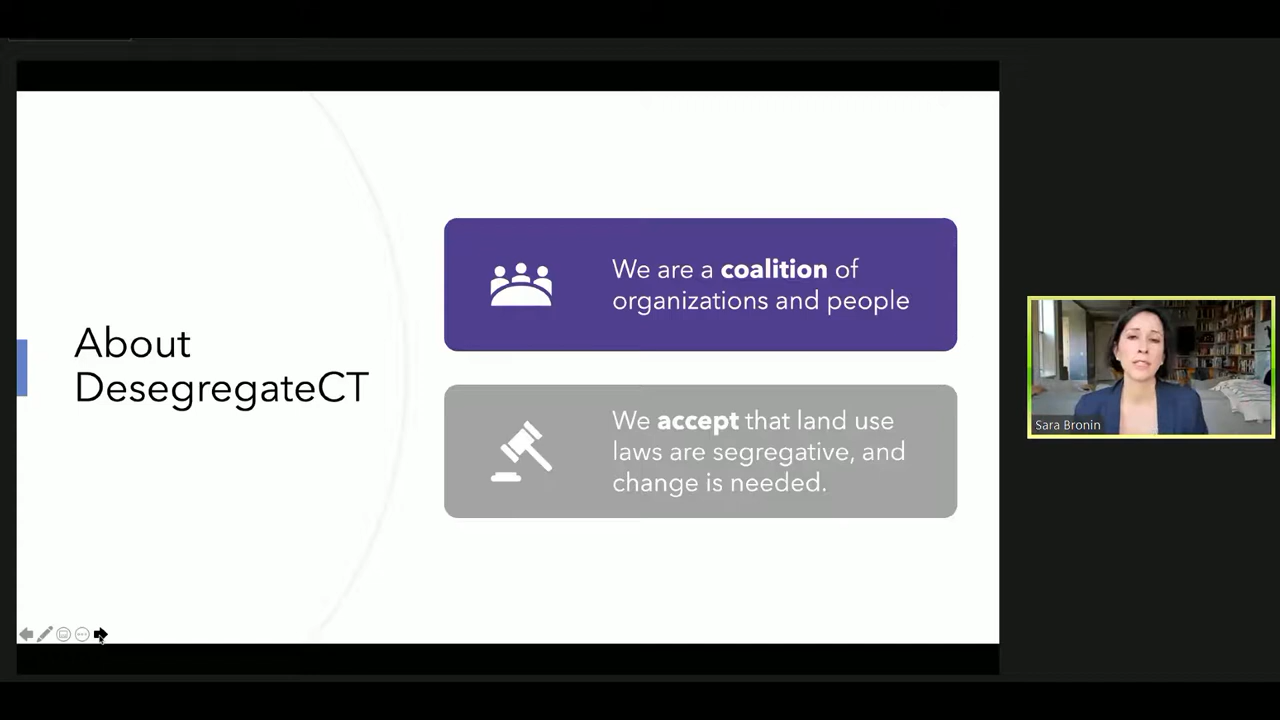 About
DesegregateCT
We are a coalition of
organizations and people
We accept that land use
laws are segregative, and
change is needed.
Sara Bronin